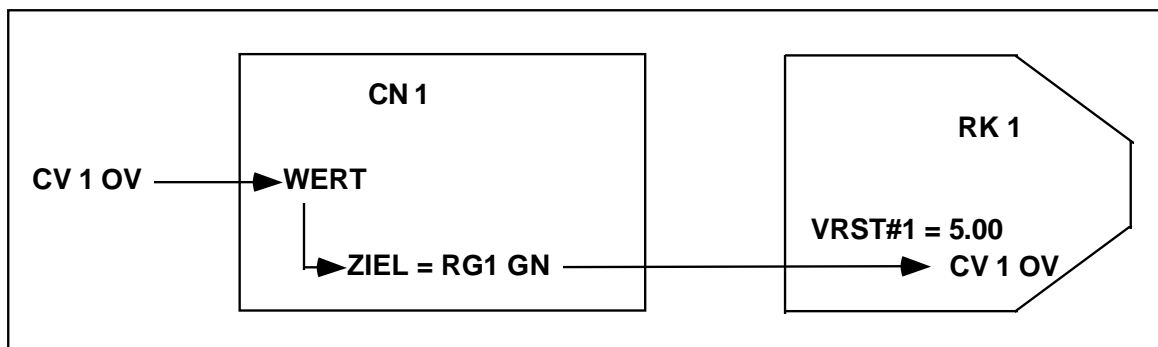 CN 1
RK 1
CV 1 OV
WERT
VRST#1 = 5.00
ZIEL = RG1 GN
CV 1 OV